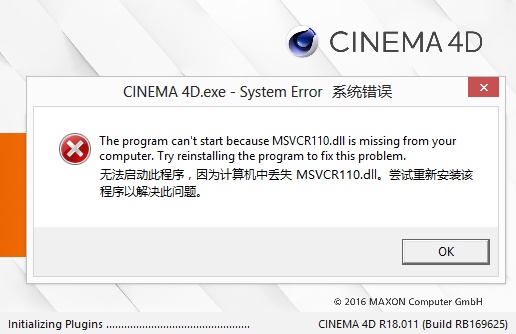 CINEMA 4D
CINEMA 4D.exe - System Error 系统错误
The program can't start because MSVCR110.dll is missing from your
computer. Try reinstalling the program to fix this problem.
无法启动此程序，因为计算机中丢失 MSVCR110.dll。尝试重新安装该
程序以解决此问题。
OK
© 2016 MAXON Computer GmbH
Initializing Plugins ................................................ CINEMA 4D R18.011 (Build RB169625)